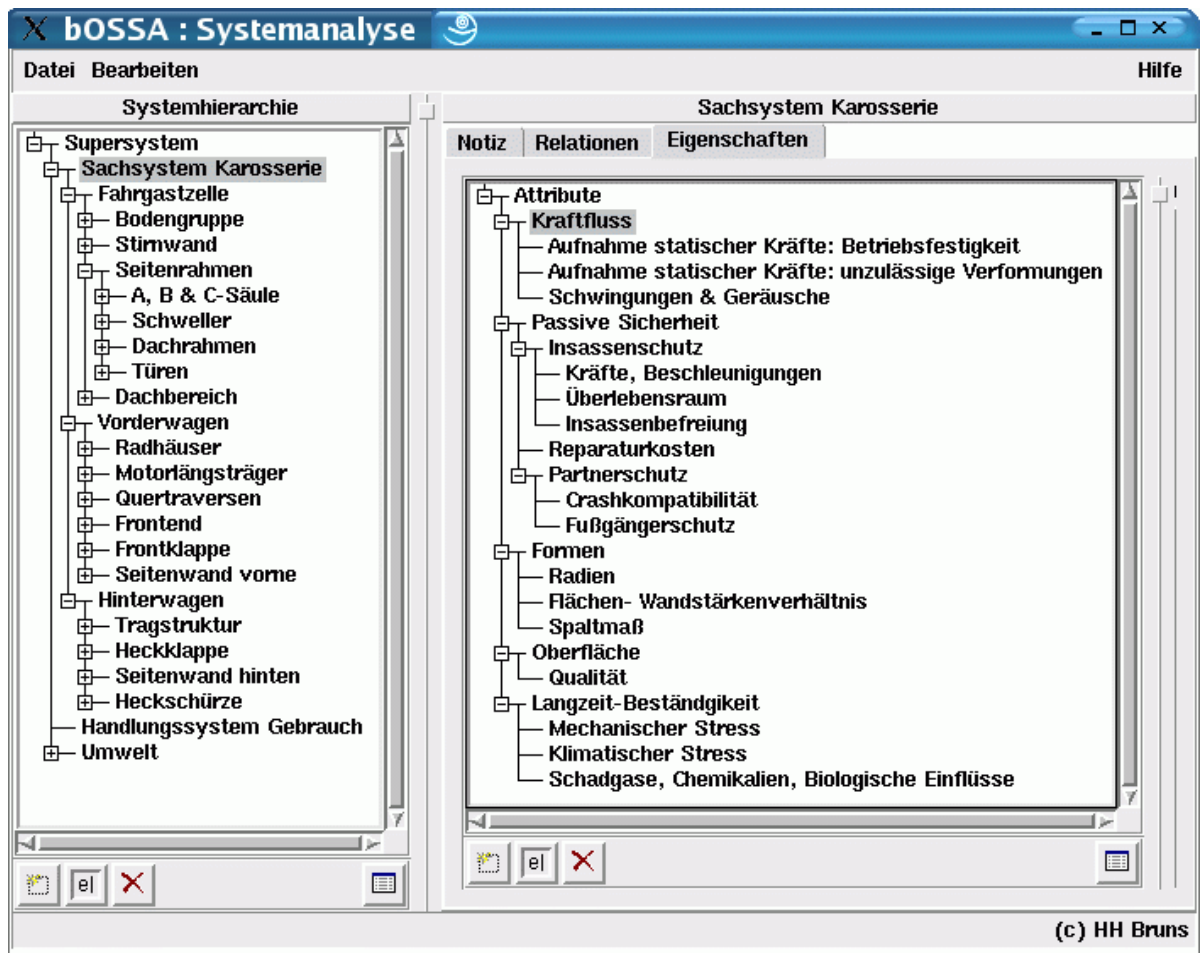 bOSSA : Systemanalyse
Datei Bearbeiten Hilfe
Systemhierarchie
Supersystem
Sachsystem Karosserie
Fahrgastzelle
Bodengruppe
Stirnwand
Seitenrahmen
A, B & C-Säule
Schweller
Dachrahmen
Türen
Dachbereich
Vorderwagen
Radhäuser
Motorlängsträger
Quertraversen
Frontend
Frontklappe
Seitenwand vorne
Hinterwagen
Tragstruktur
Heckklappe
Seitenwand hinten
Heckschürze
Handlungssystem Gebrauch
Umwelt
el
Sachsystem Karosserie
Notiz Relationen Eigenschaften
Attribute
Kraftfluss
Aufnahme statischer Kräfte: Betriebsfestigkeit
Aufnahme statischer Kräfte: unzulässige Verformungen
Schwingungen & Geräusche
Passive Sicherheit
Insassenschutz
Kräfte, Beschleunigungen
Überlebensraum
Insassenbefreiung
Reparaturkosten
Partnerschutz
Crashkompatibilität
Fußgängerschutz
Formen
Radien
Flächen- Wandstärkenverhältnis
Spaltmaß
Oberfläche
Qualität
Langzeit-Beständgikeit
Mechanischer Stress
Klimatischer Stress
Schadgase, Chemikalien, Biologische Einflüsse
el
(c) HH Bruns